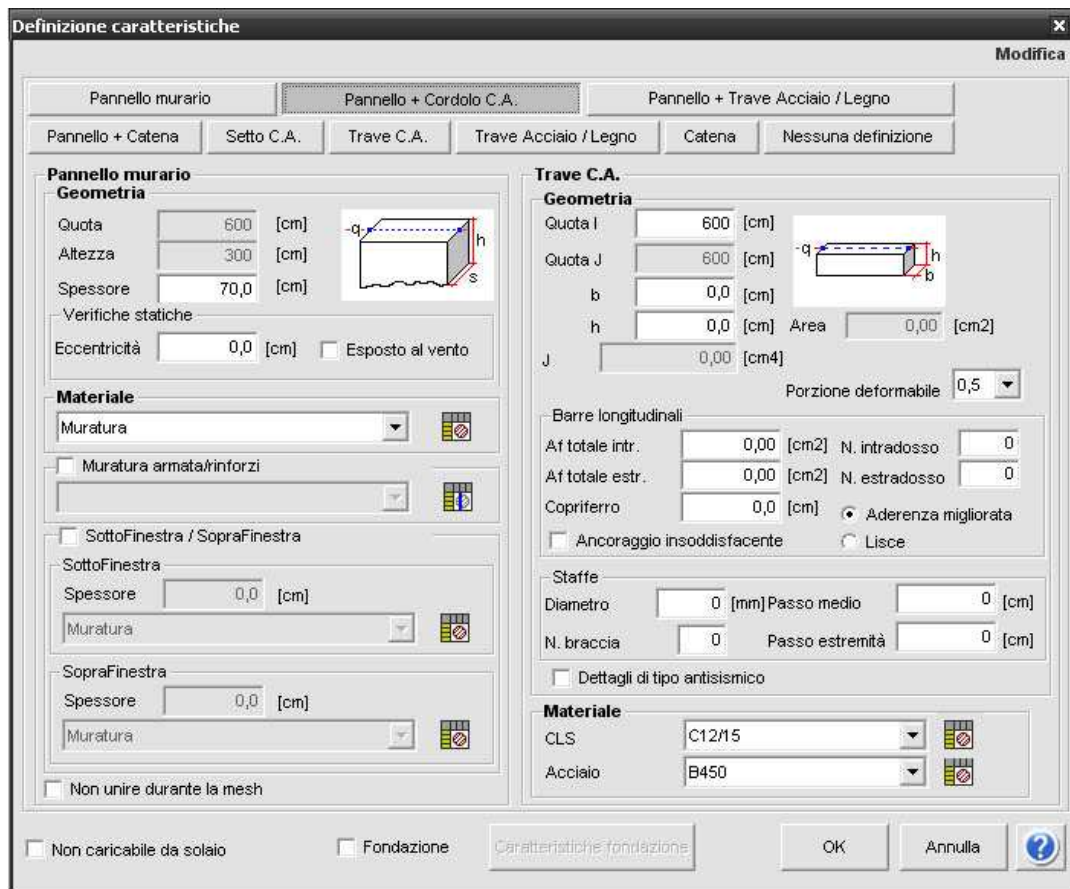 Definizione caratteristiche
Modifica
Pannello murario
Pannello + Cordolo C.A.
Pannello + Trave Acciaio / Legno
Pannello + Catena
Setto C.A.
Trave C.A.
Trave Acciaio / Legno
Catena
Nessuna definizione
Pannello murario
Geometria
Quota 600 [cm]
Altezza 300 [cm]
Spessore 70,0 [cm]
q h s
Verifiche statiche
Eccentricità 0,0 [cm] Esposto al vento
Materiale
Muratura
Muratura armata/rinforzi
SottoFinestra / SopraFinestra
SottoFinestra
Spessore 0,0 [cm]
Muratura
SopraFinestra
Spessore 0,0 [cm]
Muratura
Non unire durante la mesh
Trave C.A.
Geometria
Quota I 600 [cm]
Quota J 600 [cm]
q h b
b 0,0 [cm]
h 0,0 [cm] Area 0,00 [cm2]
J 0,00 [cm4]
Porzione deformabile 0,5
Barre longitudinali
Af totale intr. 0,00 [cm2] N. intradosso 0
Af totale estr. 0,00 [cm2] N. estradosso 0
Copriferro 0,0 [cm] Aderenza migliorata
Ancoraggio insoddisfacente Lisce
Staffe
Diametro 0 [mm] Passo medio 0 [cm]
N. braccia 0 Passo estremità 0 [cm]
Dettagli di tipo antisismico
Materiale
CLS C12/15
Acciaio B450
Non caricabile da solaio
Fondazione
Caratteristiche fondazione
OK
Annulla
?